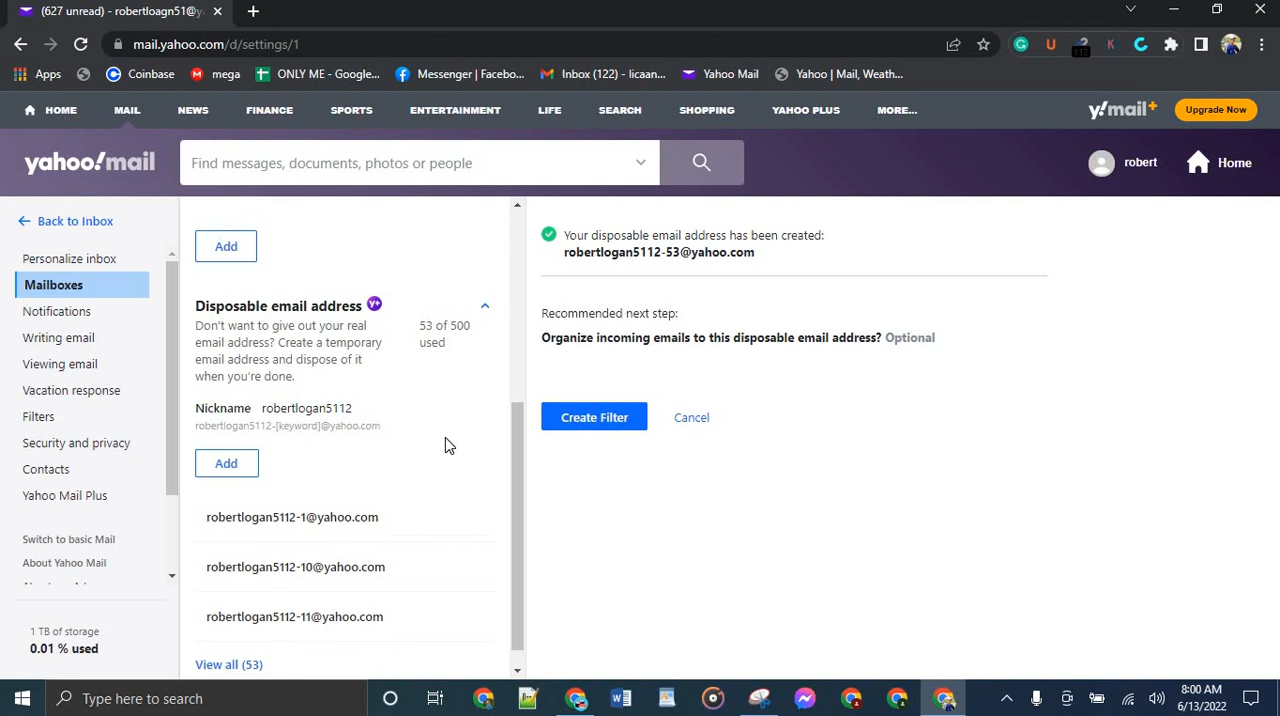 (627 unread) - robertloagn51@y
mail.yahoo.com/d/settings/1
Apps
Coinbase
mega
ONLY ME - Google...
Messenger | Facebo...
Inbox (122) - licaan...
Yahoo Mail
Yahoo | Mail, Weath...
HOME
MAIL
NEWS
FINANCE
SPORTS
ENTERTAINMENT
LIFE
SEARCH
SHOPPING
YAHOO PLUS
MORE...
y!mail+
Upgrade Now
yahoo!mail
Find messages, documents, photos or people
robert
Home
Back to Inbox
Personalize inbox
Mailboxes
Notifications
Writing email
Viewing email
Vacation response
Filters
Security and privacy
Contacts
Yahoo Mail Plus
Switch to basic Mail
About Yahoo Mail
1 TB of storage
0.01 % used
Add
Disposable email address y+
Don't want to give out your real
email address? Create a temporary
email address and dispose of it
when you're done.
53 of 500
used
Nickname robertlogan5112
robertlogan5112-[keyword]@yahoo.com
Add
robertlogan5112-1@yahoo.com
robertlogan5112-10@yahoo.com
robertlogan5112-11@yahoo.com
View all (53)
Your disposable email address has been created:
robertlogan5112-53@yahoo.com
Recommended next step:
Organize incoming emails to this disposable email address? Optional
Create Filter
Cancel
Type here to search
8:00 AM
6/13/2022